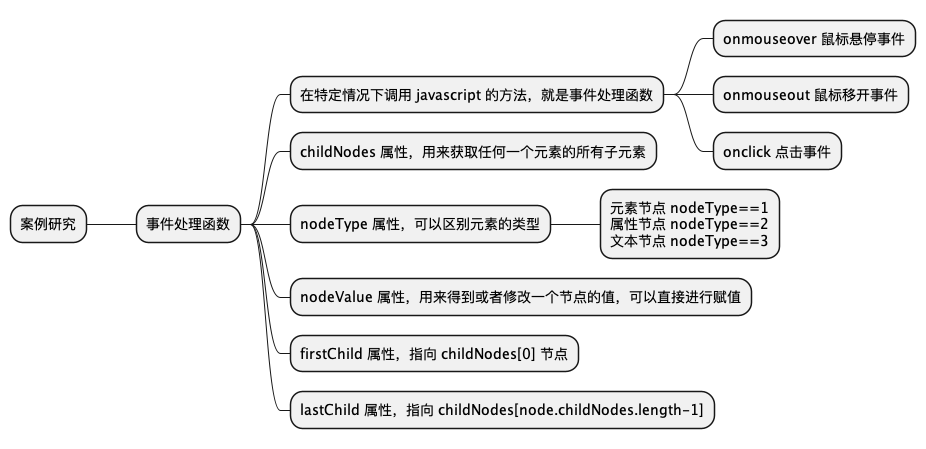 案例研究
事件处理函数
在特定情况下调用 javascript 的方法，就是事件处理函数
onmouseover 鼠标悬停事件
onmouseout 鼠标移开事件
onclick 点击事件
childNodes 属性，用来获取任何一个元素的所有子元素
nodeType 属性，可以区别元素的类型
元素节点 nodeType==1
属性节点 nodeType==2
文本节点 nodeType==3
nodeValue 属性，用来得到或者修改一个节点的值，可以直接进行赋值
firstChild 属性，指向 childNodes[0] 节点
lastChild 属性，指向 childNodes[node.childNodes.length-1]